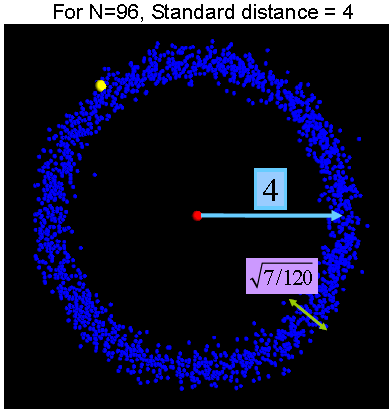 For N=96, Standard distance = 4
4
√7/120